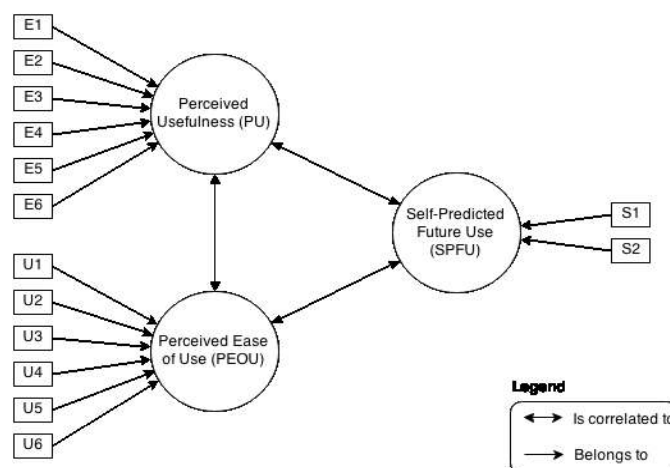 E1
E2
E3
E4
E5
E6
Perceived
Usefulness (PU)
Self-Predicted
Future Use
(SPFU)
S1
S2
U1
U2
U3
U4
U5
U6
Perceived Ease
of Use (PEOU)
Legend
Is correlated to
Belongs to